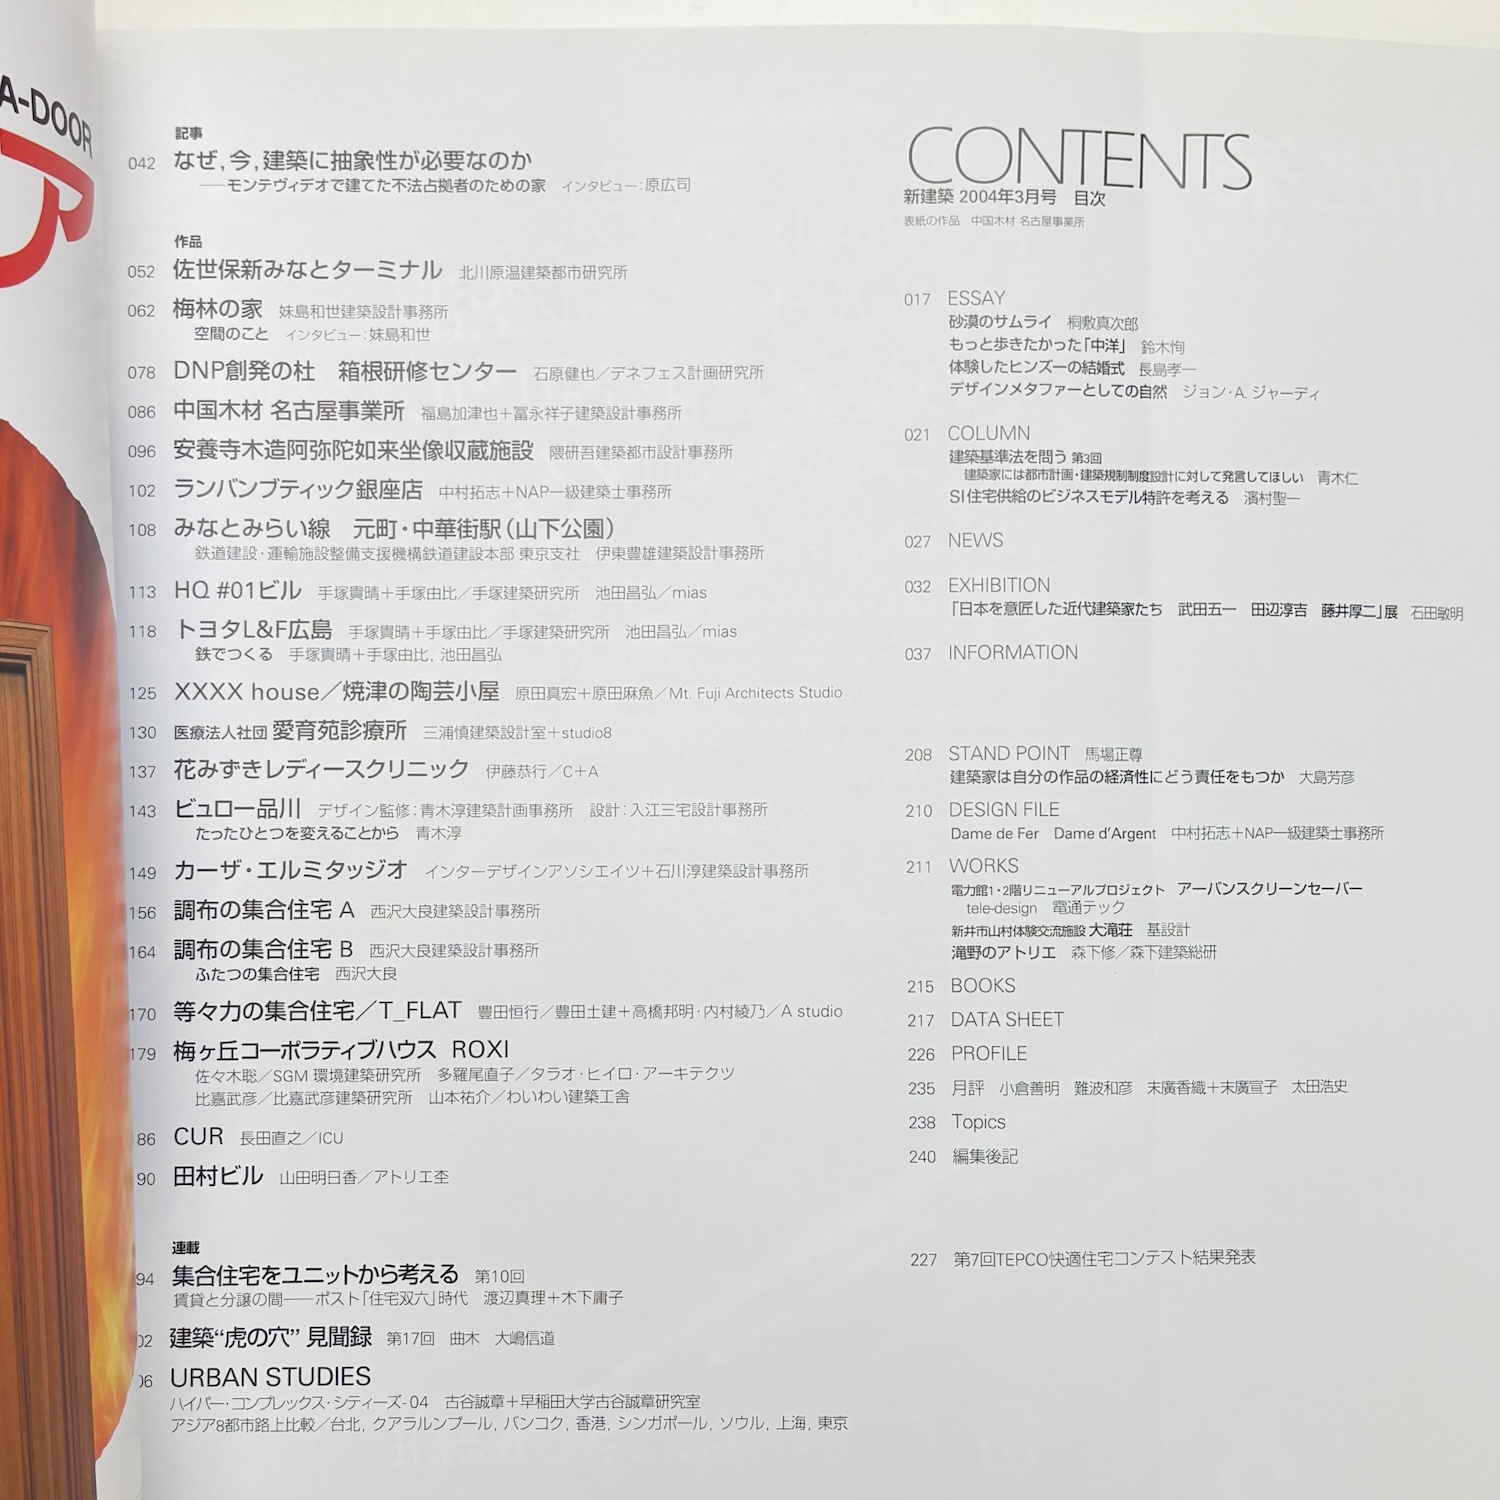 A-DOOR
ア
記事
042 なぜ,今,建築に抽象性が必要なのか
——モンテヴィデオで建てた不法占拠者のための家 インタビュー:原広司
作品
052 佐世保新みなとターミナル 北川原温建築都市研究所
062 梅林の家 妹島和世建築設計事務所
空間のこと インタビュー:妹島和世
078 DNP創発の杜 箱根研修センター 石原健也／デネフェス計画研究所
086 中国木材 名古屋事業所 福島加津也＋冨永祥子建築設計事務所
096 安養寺木造阿弥陀如来坐像収蔵施設 隈研吾建築都市設計事務所
102 ランバンブティック銀座店 中村拓志＋NAP一級建築士事務所
108 みなとみらい線 元町・中華街駅(山下公園)
鉄道建設・運輸施設整備支援機構鉄道建設本部 東京支社 伊東豊雄建築設計事務所
113 HQ #01ビル 手塚貴晴＋手塚由比／手塚建築研究所 池田昌弘／mias
118 トヨタL&F広島 手塚貴晴＋手塚由比／手塚建築研究所 池田昌弘／mias
鉄でつくる 手塚貴晴＋手塚由比, 池田昌弘
125 XXXX house／焼津の陶芸小屋 原田真宏＋原田麻魚／Mt. Fuji Architects Studio
130 医療法人社団 愛育苑診療所 三浦慎建築設計室＋studio8
137 花みずきレディースクリニック 伊藤恭行／C＋A
143 ビュロー品川 デザイン監修:青木淳建築計画事務所 設計:入江三宅設計事務所
たったひとつを変えることから 青木淳
149 カーザ・エルミタッジオ インターデザインアソシエイツ＋石川淳建築設計事務所
156 調布の集合住宅 A 西沢大良建築設計事務所
164 調布の集合住宅 B 西沢大良建築設計事務所
ふたつの集合住宅 西沢大良
170 等々力の集合住宅／T_FLAT 豊田恒行／豊田土建＋高橋邦明・内村綾乃／A studio
179 梅ヶ丘コーポラティブハウス ROXI
佐々木聡／SGM 環境建築研究所 多羅尾直子／タラオ・ヒイロ・アーキテクツ
比嘉武彦／比嘉武彦建築研究所 山本祐介／わいわい建築工舎
86 CUR 長田直之／ICU
90 田村ビル 山田明日香／アトリエ杢
連載
94 集合住宅をユニットから考える 第10回
賃貸と分譲の間——ポスト「住宅双六」時代 渡辺真理＋木下庸子
02 建築“虎の穴”見聞録 第17回 曲木 大嶋信道
06 URBAN STUDIES
ハイパー・コンプレックス・シティーズ-04 古谷誠章＋早稲田大学古谷誠章研究室
アジア8都市路上比較／台北, クアラルンプール, バンコク, 香港, シンガポール, ソウル, 上海, 東京
CONTENTS
新建築 2004年3月号 目次
表紙の作品 中国木材 名古屋事業所
017 ESSAY
砂漠のサムライ 桐敷真次郎
もっと歩きたかった「中洋」 鈴木恂
体験したヒンズーの結婚式 長島孝一
デザインメタファーとしての自然 ジョン・A. ジャーディ
021 COLUMN
建築基準法を問う 第3回
建築家には都市計画・建築規制制度設計に対して発言してほしい 青木仁
SI住宅供給のビジネスモデル特許を考える 濱村聖一
027 NEWS
032 EXHIBITION
「日本を意匠した近代建築家たち 武田五一 田辺淳吉 藤井厚二」展 石田敏明
037 INFORMATION
208 STAND POINT 馬場正尊
建築家は自分の作品の経済性にどう責任をもつか 大島芳彦
210 DESIGN FILE
Dame de Fer Dame d’Argent 中村拓志＋NAP一級建築士事務所
211 WORKS
電力館1・2階リニューアルプロジェクト アーバンスクリーンセーバー
tele-design 電通テック
新井市山村体験交流施設 大滝荘 基設計
滝野のアトリエ 森下修／森下建築総研
215 BOOKS
217 DATA SHEET
226 PROFILE
235 月評 小倉善明 難波和彦 末廣香織＋末廣宣子 太田浩史
238 Topics
240 編集後記
227 第7回TEPCO快適住宅コンテスト結果発表